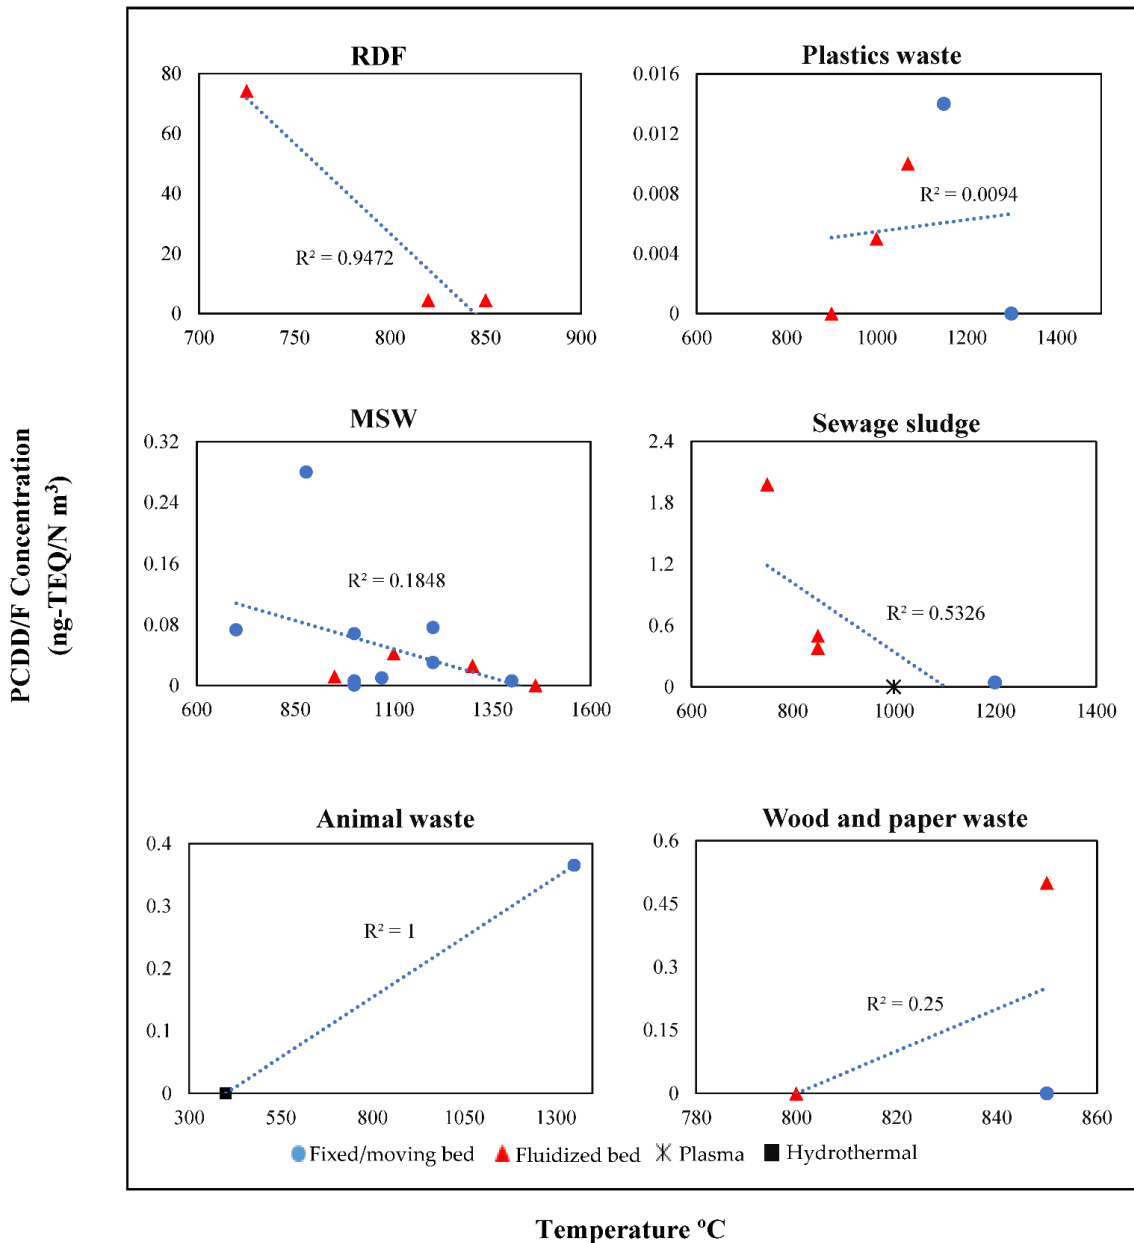 RDF
80
60
40
20
0
R² = 0.9472
700 750 800 850 900
Plastics waste
0.016
0.012
0.008
0.004
0
R² = 0.0094
600 800 1000 1200 1400
MSW
0.32
0.24
0.16
0.08
0
R² = 0.1848
600 850 1100 1350 1600
Sewage sludge
2.4
1.8
1.2
0.6
0
R² = 0.5326
600 800 1000 1200 1400
Animal waste
0.4
0.3
0.2
0.1
0
R² = 1
300 550 800 1050 1300
Wood and paper waste
0.6
0.45
0.3
0.15
0
R² = 0.25
780 800 820 840 860
Fixed/moving bed Fluidized bed Plasma Hydrothermal
PCDD/F Concentration
(ng-TEQ/N m³)
Temperature ºC